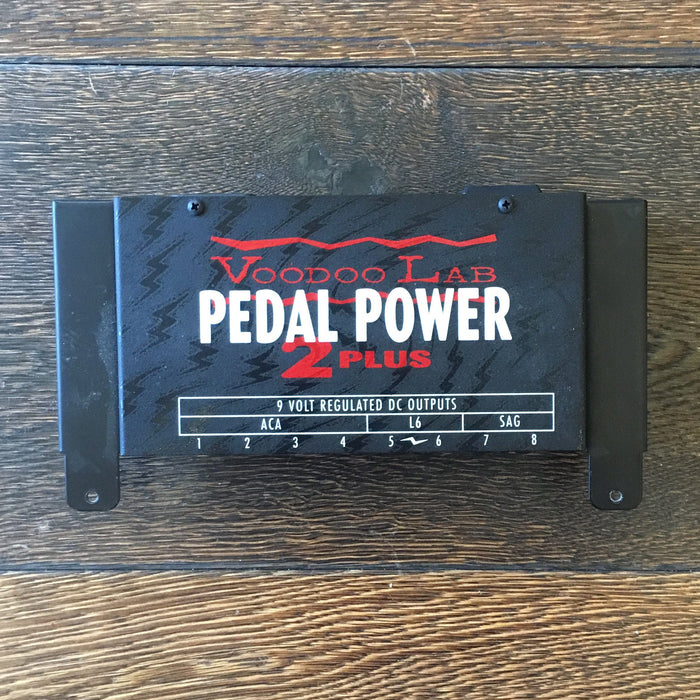 VOODOO LAB
PEDAL POWER
2 PLUS
9 VOLT REGULATED DC OUTPUTS
ACA L6 SAG
1 2 3 4 5 6 7 8